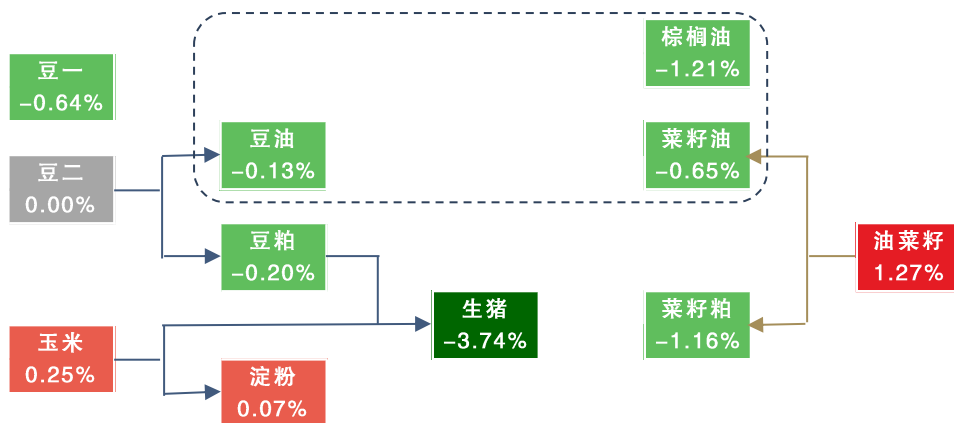 棕榈油
-1.21%
豆一
-0.64%
豆油
-0.13%
菜籽油
-0.65%
豆二
0.00%
豆粕
-0.20%
油菜籽
1.27%
生猪
-3.74%
菜籽粕
-1.16%
玉米
0.25%
淀粉
0.07%